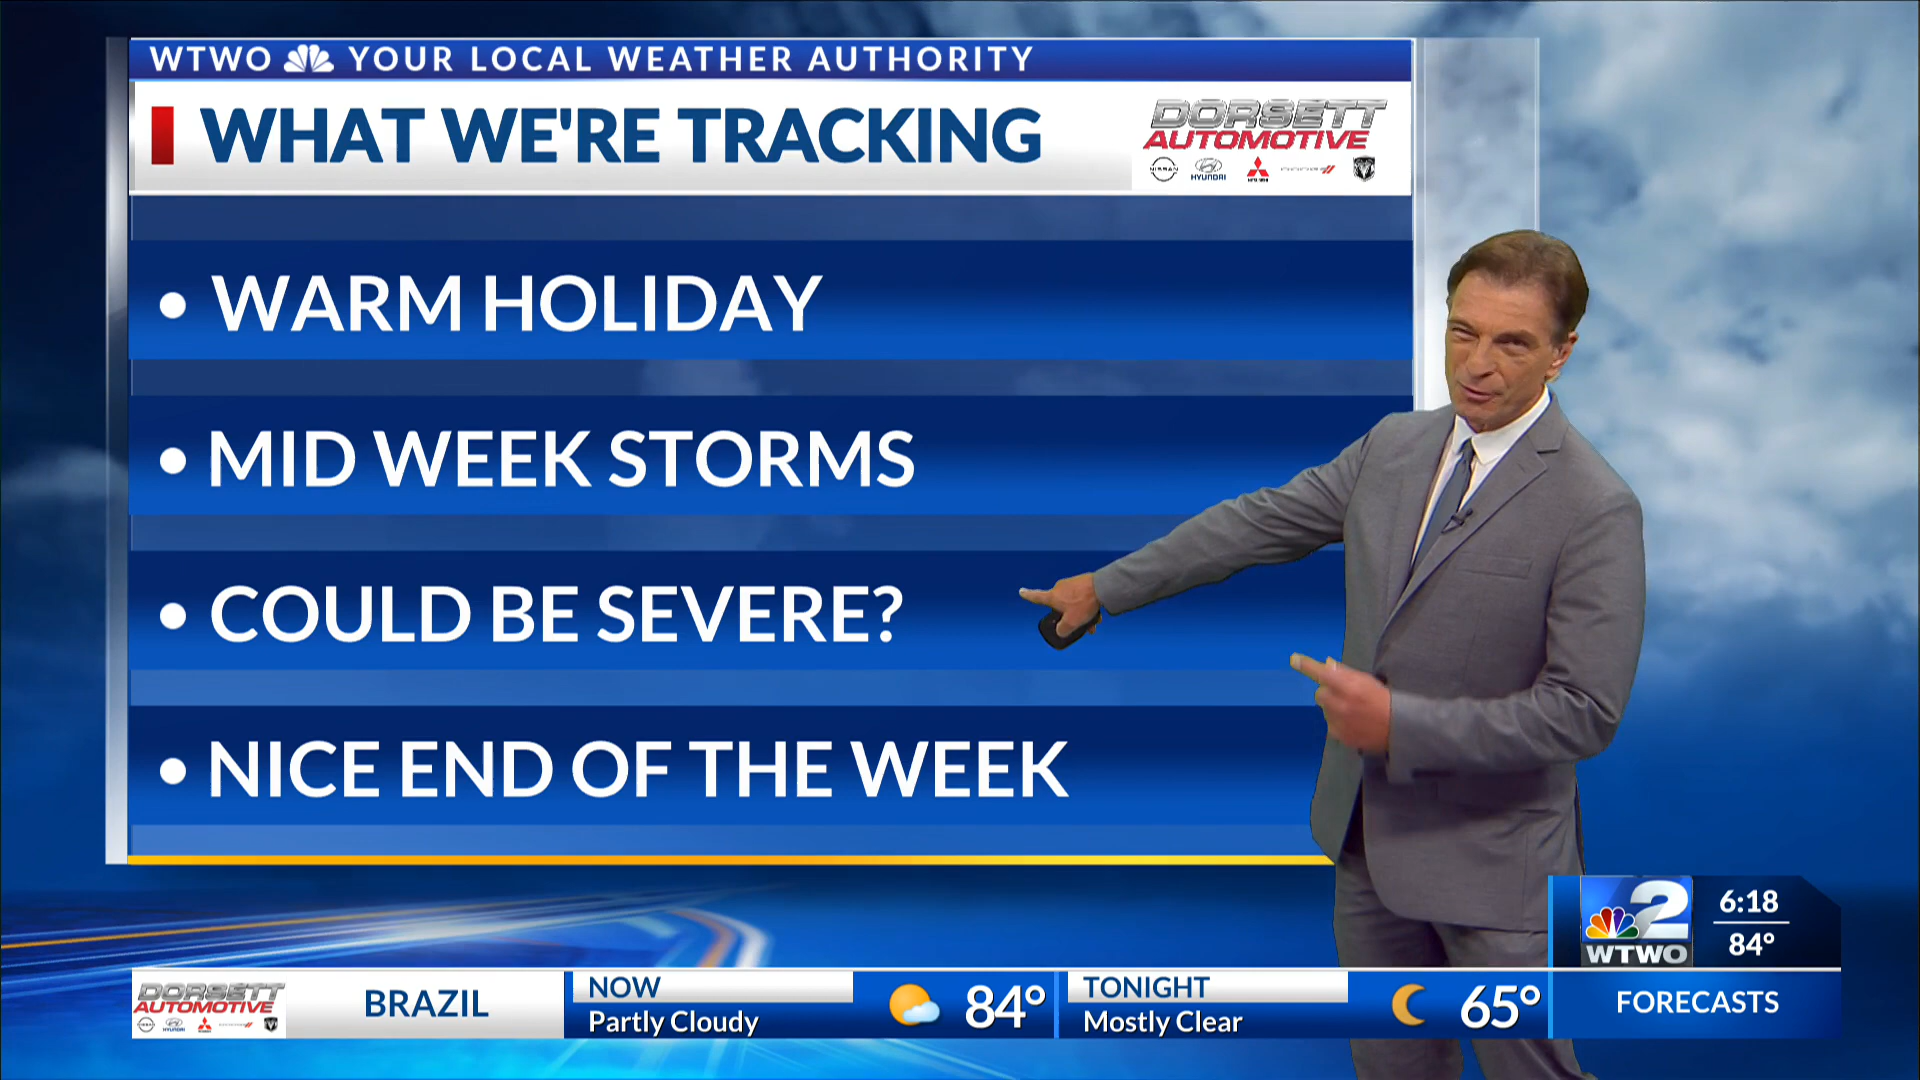 WTWO YOUR LOCAL WEATHER AUTHORITY
WHAT WE'RE TRACKING
DORSETT
AUTOMOTIVE
NISSAN
HYUNDAI
• WARM HOLIDAY
• MID WEEK STORMS
• COULD BE SEVERE?
• NICE END OF THE WEEK
2
WTWO
6:18
84°
DORSETT
AUTOMOTIVE
BRAZIL
NOW
Partly Cloudy
84°
TONIGHT
Mostly Clear
65°
FORECASTS